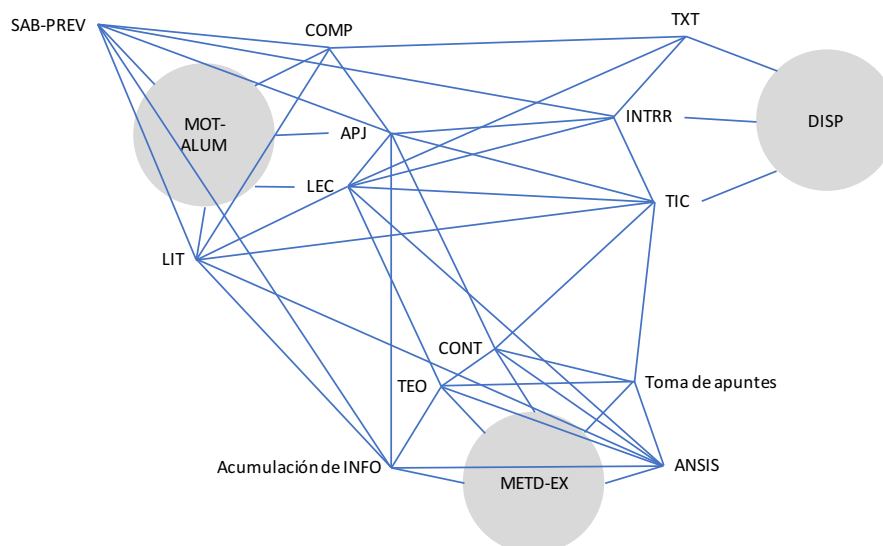 SAB-PREV
COMP
TXT
MOT-
ALUM
APJ
INTRR
DISP
LEC
TIC
LIT
CONT
TEO
Toma de apuntes
Acumulación de INFO
METD-EX
ANSIS